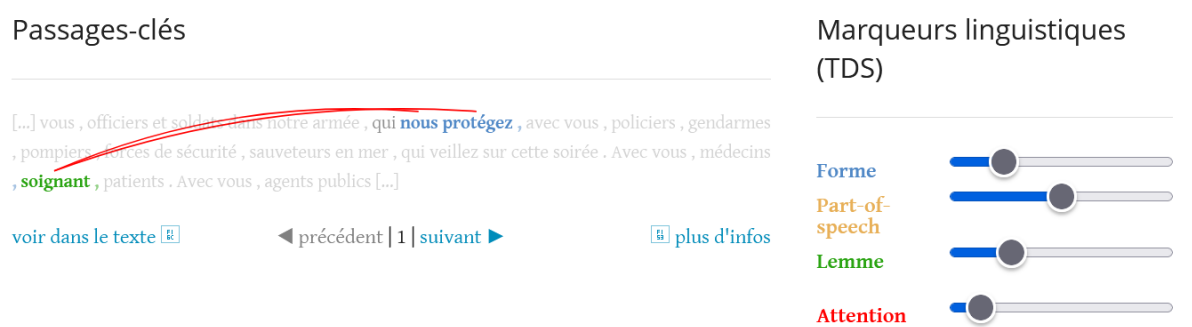 Passages-clés
[...] vous , officiers et soldats dans notre armée , qui nous protégez , avec vous , policiers , gendarmes
, pompiers , forces de sécurité , sauveteurs en mer , qui veillez sur cette soirée . Avec vous , médecins
, soignant , patients . Avec vous , agents publics [...]
voir dans le texte
◀ précédent | 1 | suivant ▶
plus d'infos
Marqueurs linguistiques
(TDS)
Forme
Part-of-
speech
Lemme
Attention